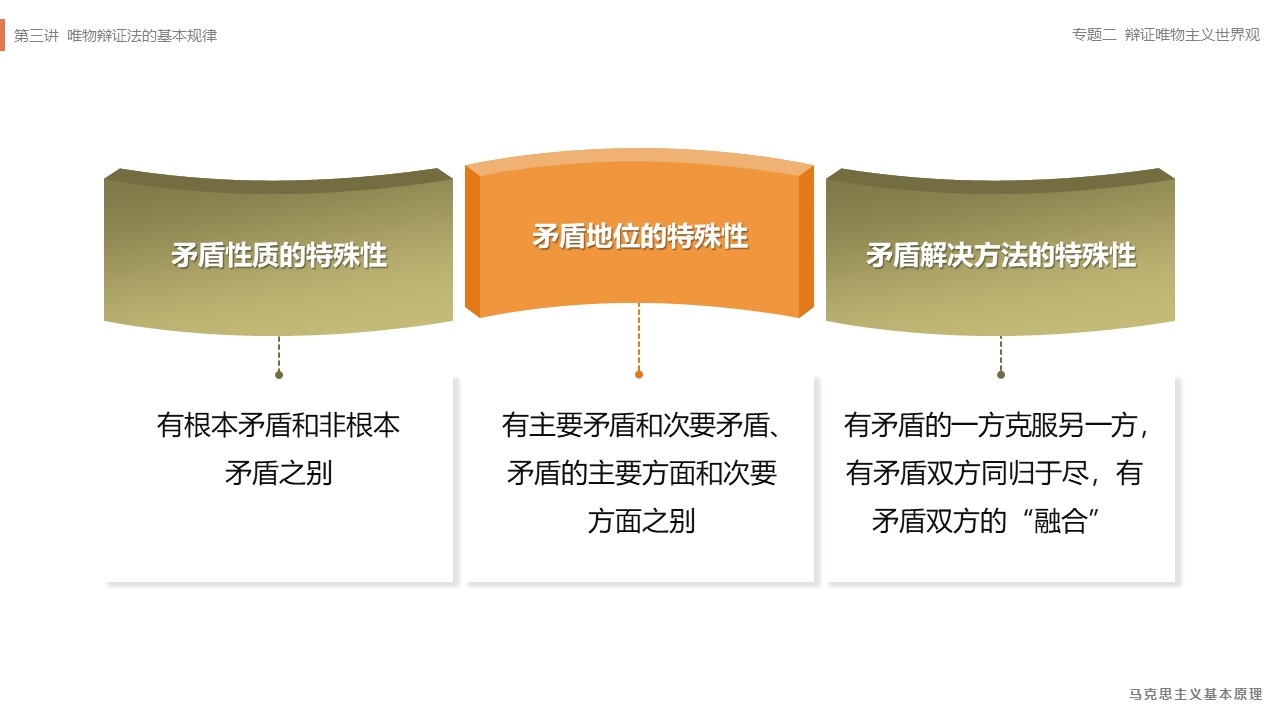 第三讲 唯物辩证法的基本规律
专题二 辩证唯物主义世界观
矛盾性质的特殊性
矛盾地位的特殊性
矛盾解决方法的特殊性
有根本矛盾和非根本
矛盾之别
有主要矛盾和次要矛盾、
矛盾的主要方面和次要
方面之别
有矛盾的一方克服另一方，
有矛盾双方同归于尽，有
矛盾双方的“融合”
马克思主义基本原理